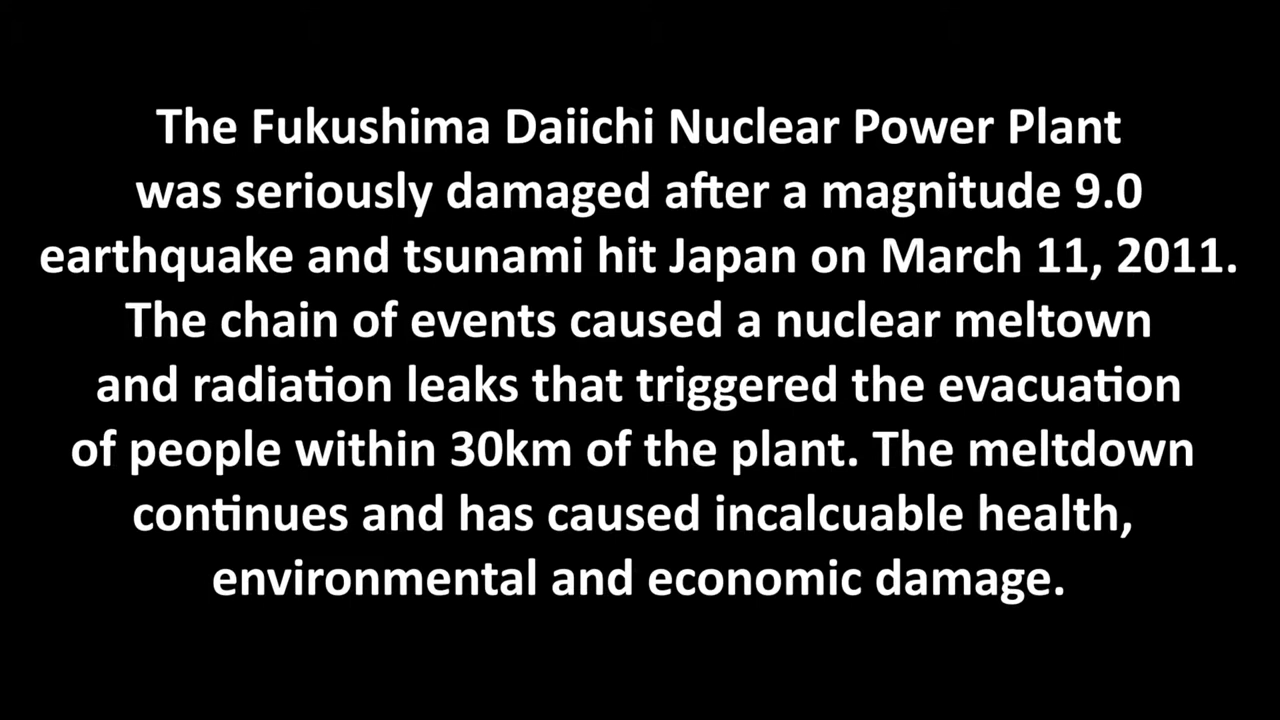 The Fukushima Daiichi Nuclear Power Plant
was seriously damaged after a magnitude 9.0
earthquake and tsunami hit Japan on March 11, 2011.
The chain of events caused a nuclear meltown
and radiation leaks that triggered the evacuation
of people within 30km of the plant. The meltdown
continues and has caused incalcuable health,
environmental and economic damage.